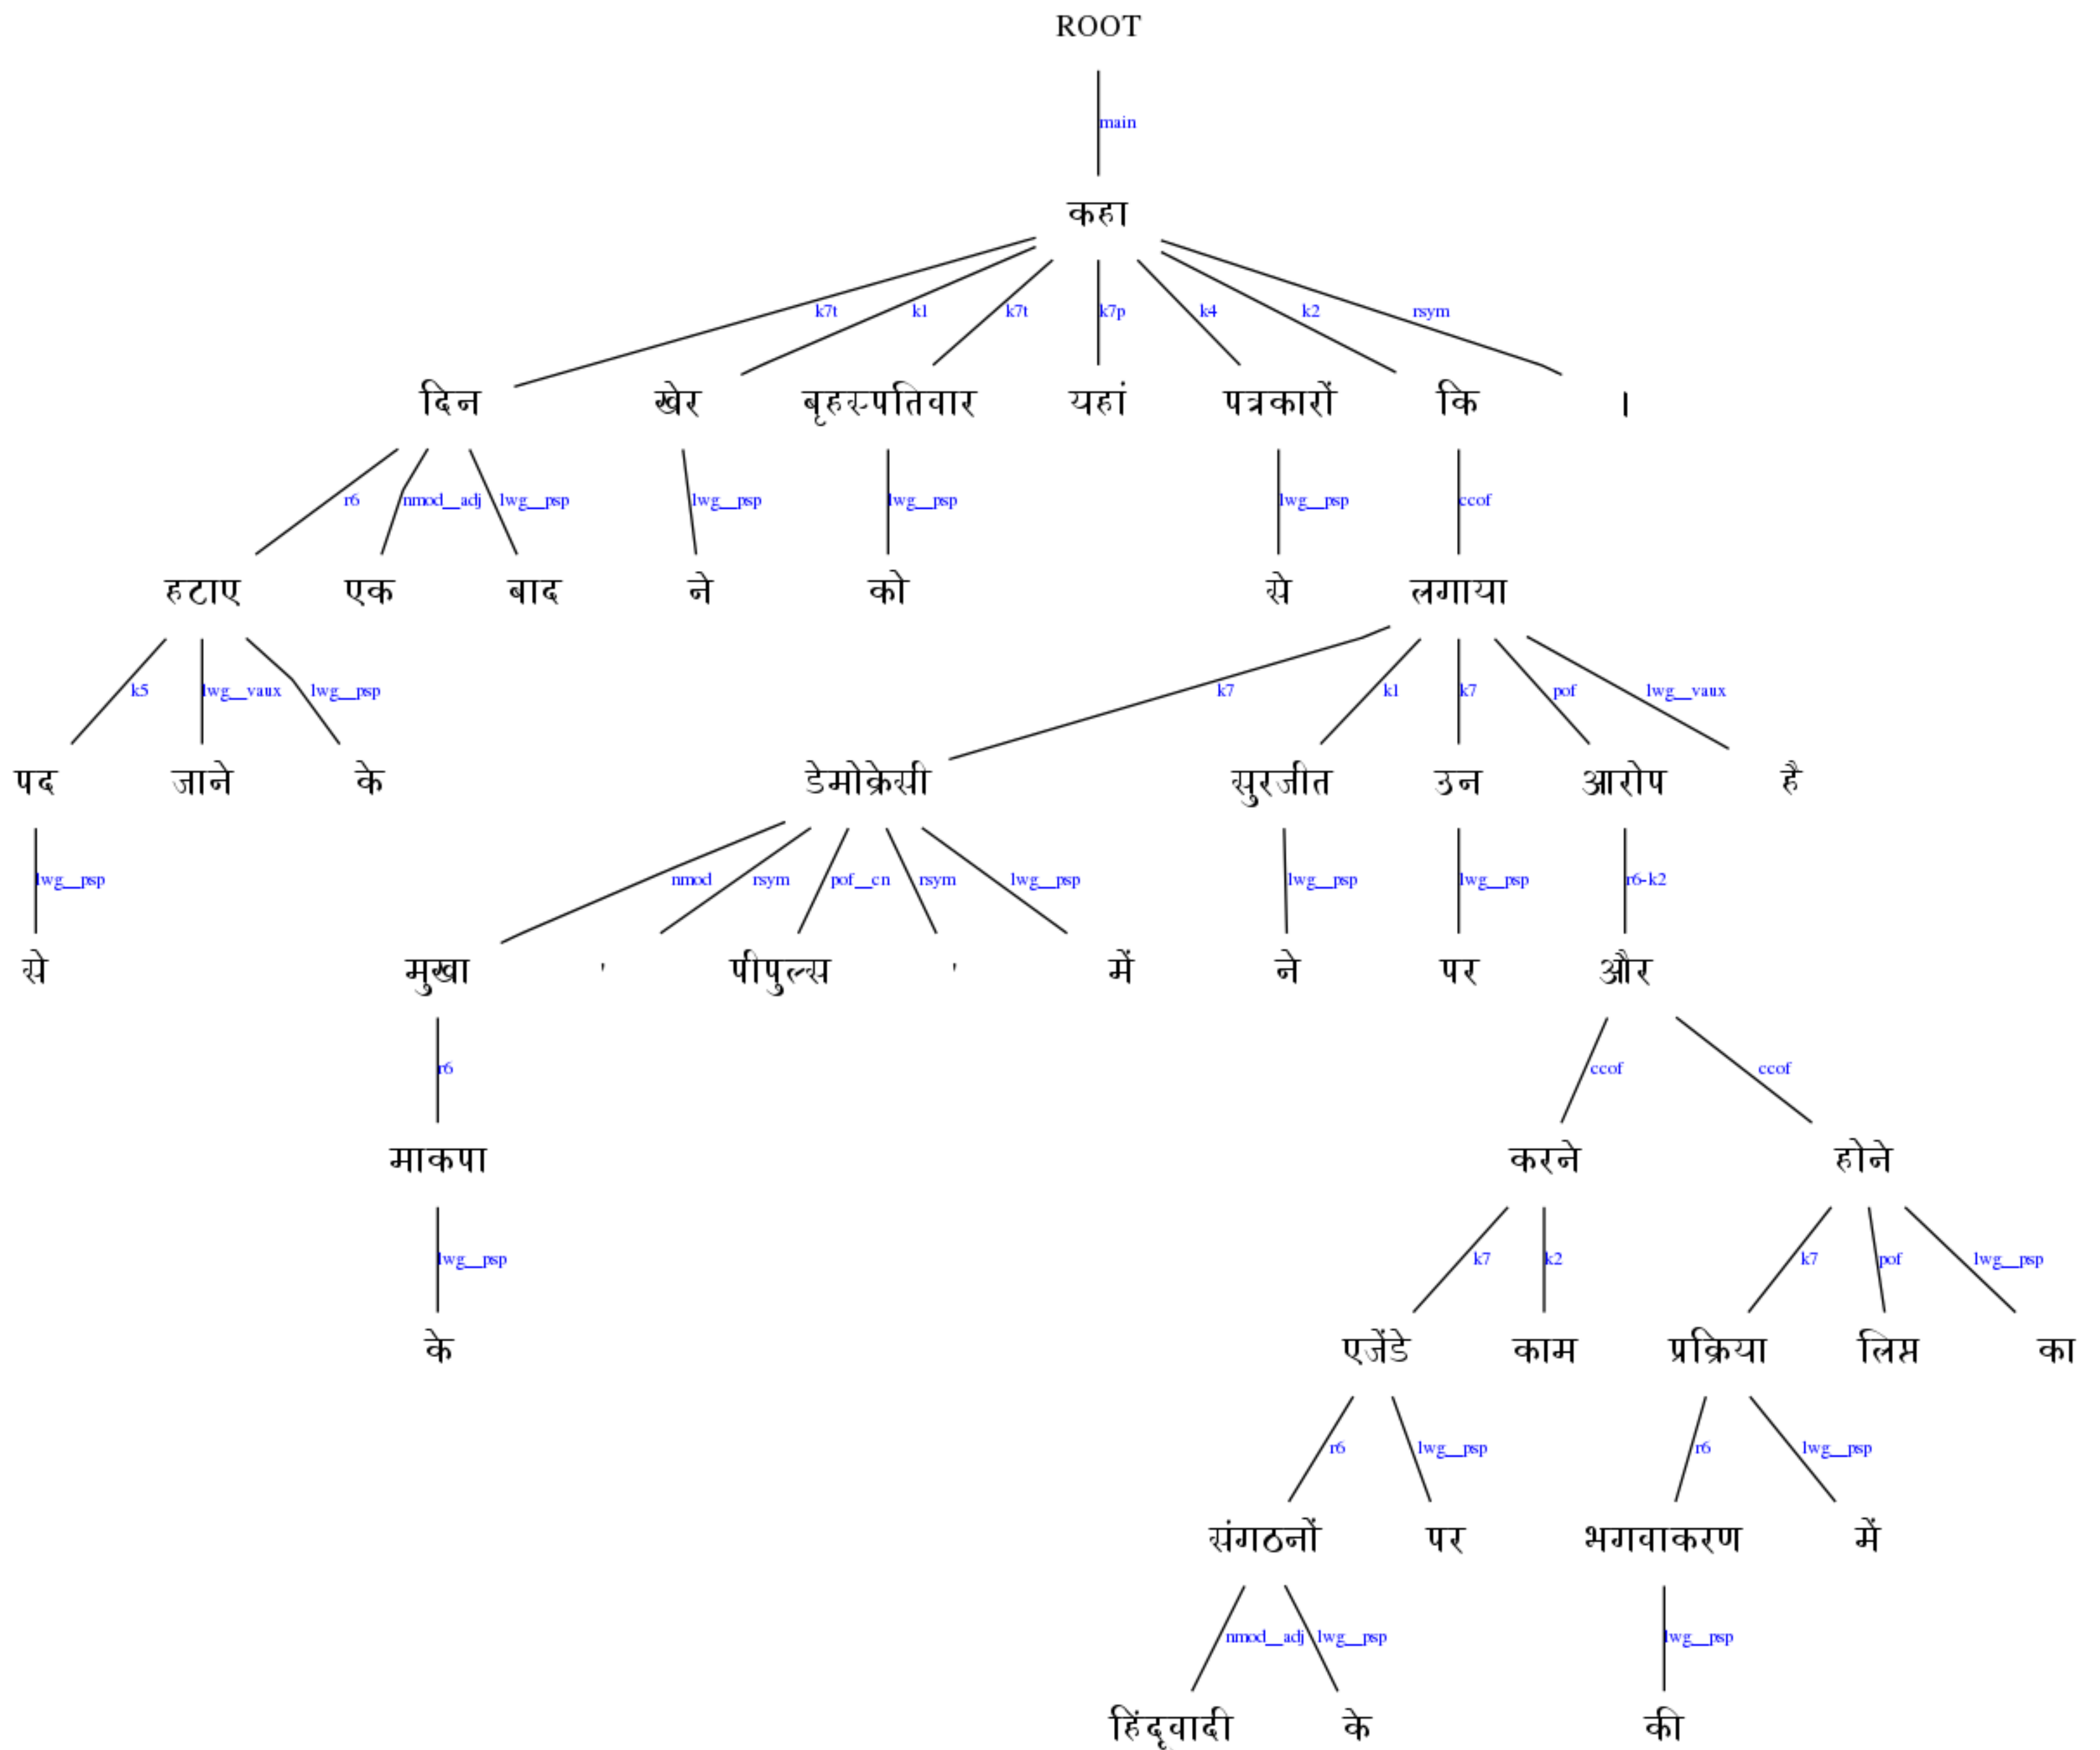 ROOT
main
कहा
k7t k1 k7t k7p k4 k2 rsym
दिन खेर बृहस्पतिवार यहां पत्रकारों कि ।
r6 nmod__adj lwg__psp lwg__psp lwg__psp lwg__psp ccof
हटाए एक बाद ने को से लगाया
k5 lwg__vaux lwg__psp k7 k1 k7 pof lwg__vaux
पद जाने के डेमोक्रेसी सुरजीत उन आरोप है
lwg__psp nmod rsym pof__cn rsym lwg__psp lwg__psp lwg__psp r6-k2
से मुखा ' पीपुल्स ' में ने पर और
r6 ccof ccof
माकपा करने होने
lwg__psp k7 k2 k7 pof lwg__psp
के एजेंडे काम प्रक्रिया लिप्त का
r6 lwg__psp r6 lwg__psp
संगठनों पर भगवाकरण में
nmod__adj lwg__psp lwg__psp
हिंदूवादी के की